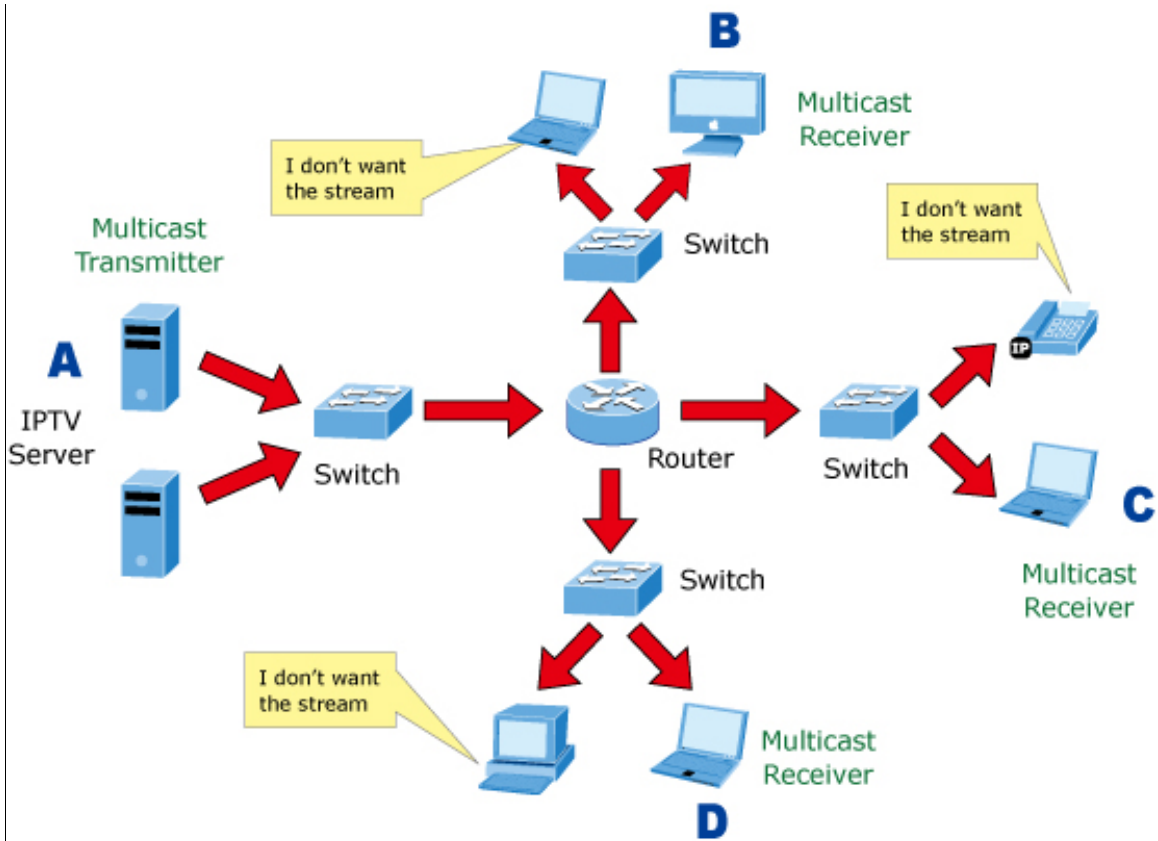 B
Multicast
Receiver
I don't want
the stream
Switch
I don't want
the stream
Multicast
Transmitter
A
IPTV
Server
Switch
IP
Router
Switch
C
Multicast
Receiver
Switch
I don't want
the stream
Multicast
Receiver
D